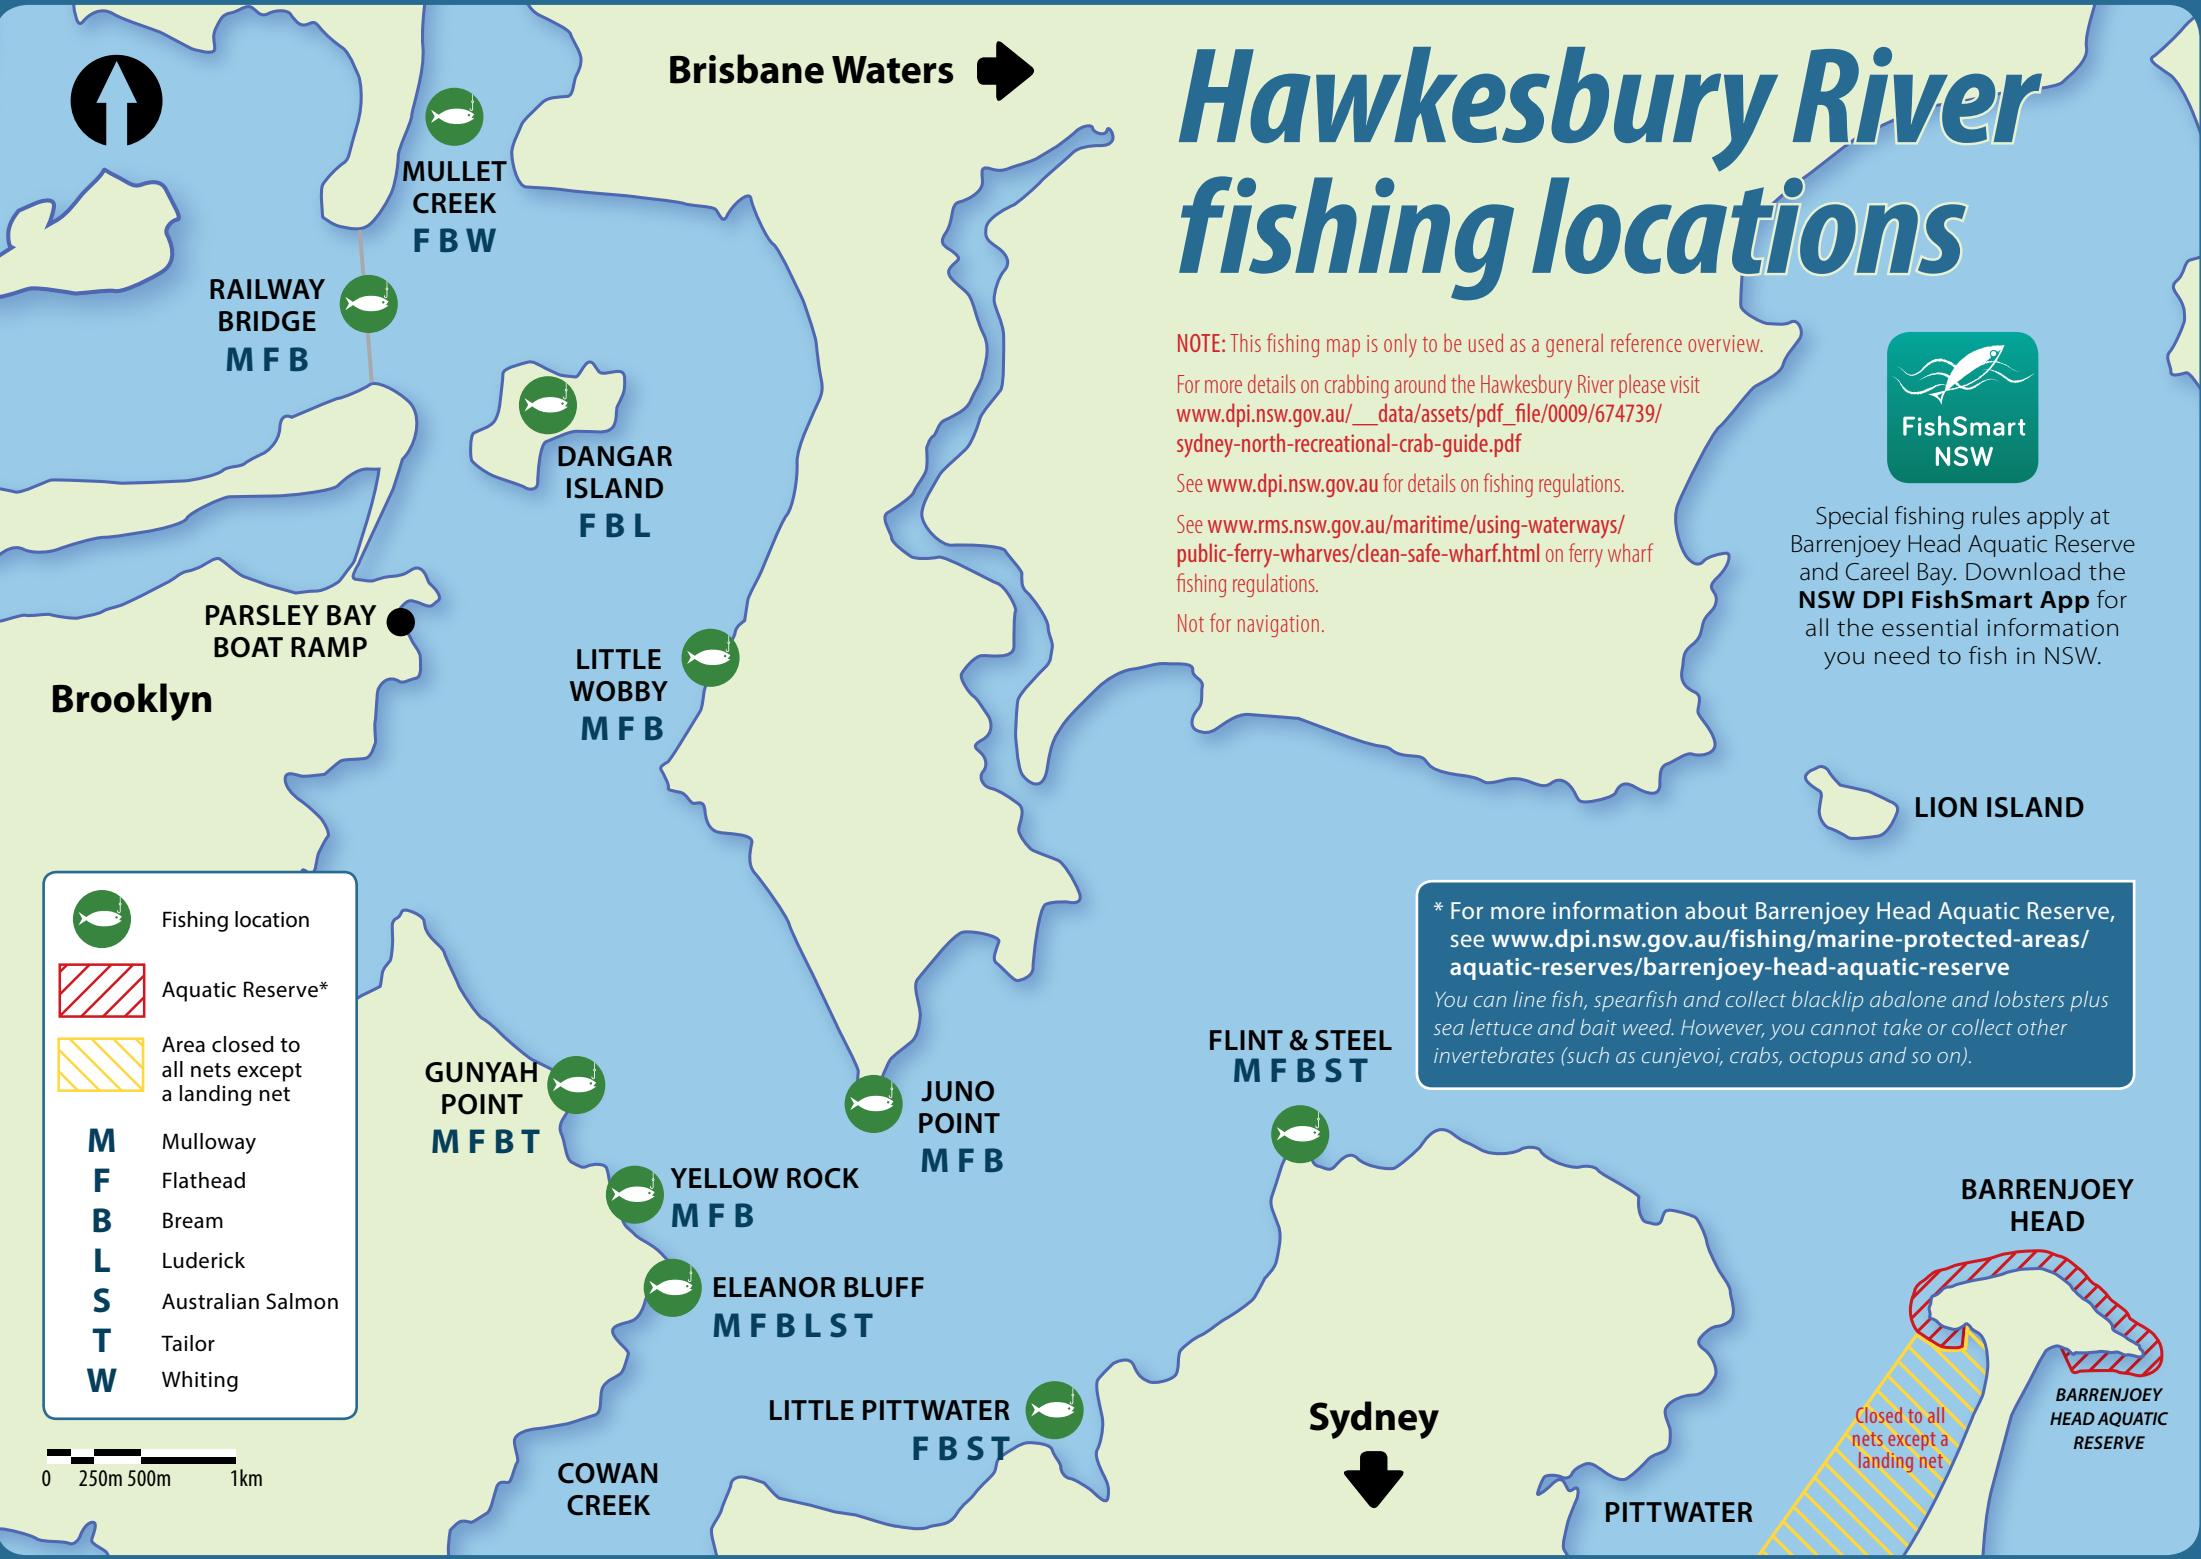 Hawkesbury River
fishing locations
Brisbane Waters
MULLET
CREEK
F B W
RAILWAY
BRIDGE
M F B
DANGAR
ISLAND
F B L
PARSLEY BAY
BOAT RAMP
Brooklyn
LITTLE
WOBBY
M F B
NOTE: This fishing map is only to be used as a general reference overview.
For more details on crabbing around the Hawkesbury River please visit
www.dpi.nsw.gov.au/__data/assets/pdf_file/0009/674739/
sydney-north-recreational-crab-guide.pdf
See www.dpi.nsw.gov.au for details on fishing regulations.
See www.rms.nsw.gov.au/maritime/using-waterways/
public-ferry-wharves/clean-safe-wharf.html on ferry wharf
fishing regulations.
Not for navigation.
FishSmart
NSW
Special fishing rules apply at
Barrenjoey Head Aquatic Reserve
and Careel Bay. Download the
NSW DPI FishSmart App for
all the essential information
you need to fish in NSW.
LION ISLAND
* For more information about Barrenjoey Head Aquatic Reserve,
see www.dpi.nsw.gov.au/fishing/marine-protected-areas/
aquatic-reserves/barrenjoey-head-aquatic-reserve
You can line fish, spearfish and collect blacklip abalone and lobsters plus
sea lettuce and bait weed. However, you cannot take or collect other
invertebrates (such as cunjevoi, crabs, octopus and so on).
Fishing location
Aquatic Reserve*
Area closed to
all nets except
a landing net
M Mulloway
F Flathead
B Bream
L Luderick
S Australian Salmon
T Tailor
W Whiting
0 250m 500m 1km
GUNYAH
POINT
M F B T
JUNO
POINT
M F B
YELLOW ROCK
M F B
ELEANOR BLUFF
M F B L S T
FLINT & STEEL
M F B S T
LITTLE PITTWATER
F B S T
COWAN
CREEK
Sydney
PITTWATER
BARRENJOEY
HEAD
Closed to all
nets except a
landing net
BARRENJOEY
HEAD AQUATIC
RESERVE